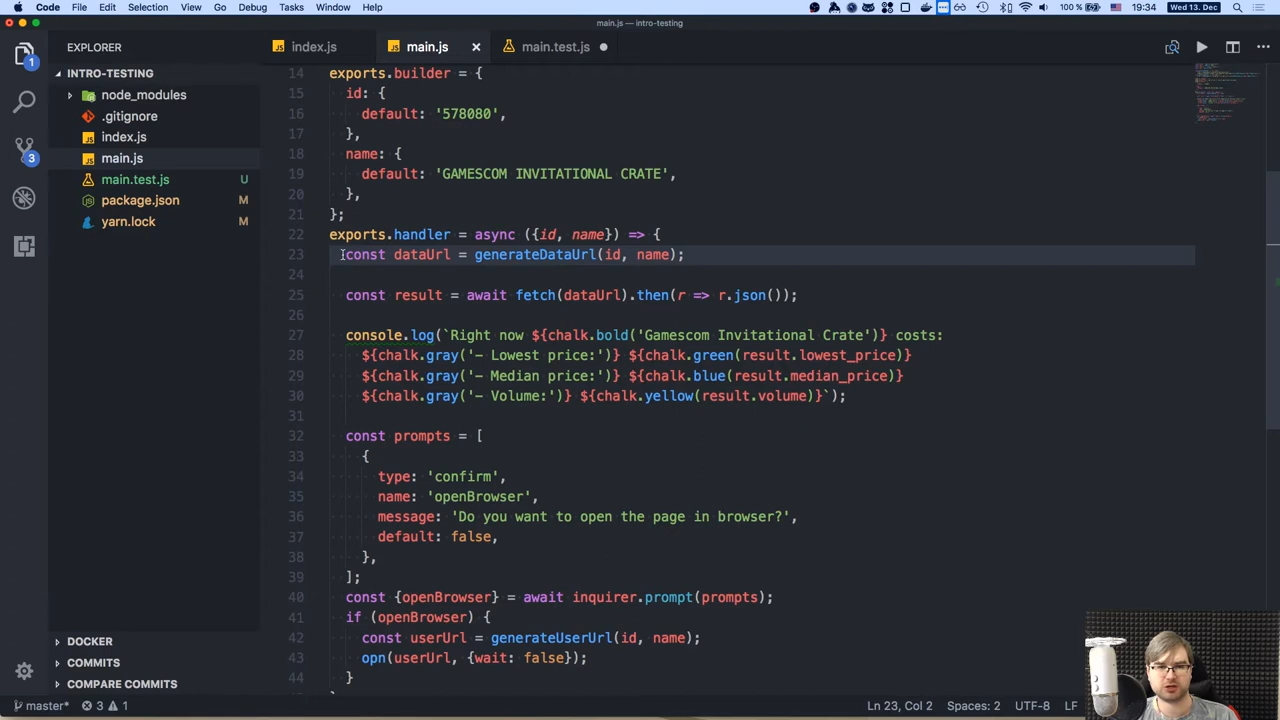 Code File Edit Selection View Go Debug Tasks Window Help 100 % 19:34 Wed 13. Dec
main.js — intro-testing
EXPLORER
index.js
main.js
main.test.js
INTRO-TESTING
node_modules
.gitignore
index.js
main.js
main.test.js U
package.json M
yarn.lock M
DOCKER
COMMITS
COMPARE COMMITS
1
3
14 exports.builder = {
15 id: {
16 default: '578080',
17 },
18 name: {
19 default: 'GAMESCOM INVITATIONAL CRATE',
20 },
21 };
22 exports.handler = async ({id, name}) => {
23 const dataUrl = generateDataUrl(id, name);
24
25 const result = await fetch(dataUrl).then(r => r.json());
26
27 console.log(`Right now ${chalk.bold('Gamescom Invitational Crate')} costs:
28 ${chalk.gray('- Lowest price:')} ${chalk.green(result.lowest_price)}
29 ${chalk.gray('- Median price:')} ${chalk.blue(result.median_price)}
30 ${chalk.gray('- Volume:')} ${chalk.yellow(result.volume)}`);
31
32 const prompts = [
33 {
34 type: 'confirm',
35 name: 'openBrowser',
36 message: 'Do you want to open the page in browser?',
37 default: false,
38 },
39 ];
40 const {openBrowser} = await inquirer.prompt(prompts);
41 if (openBrowser) {
42 const userUrl = generateUserUrl(id, name);
43 opn(userUrl, {wait: false});
44 }
master* 3 1 Ln 23, Col 2 Spaces: 2 UTF-8 LF